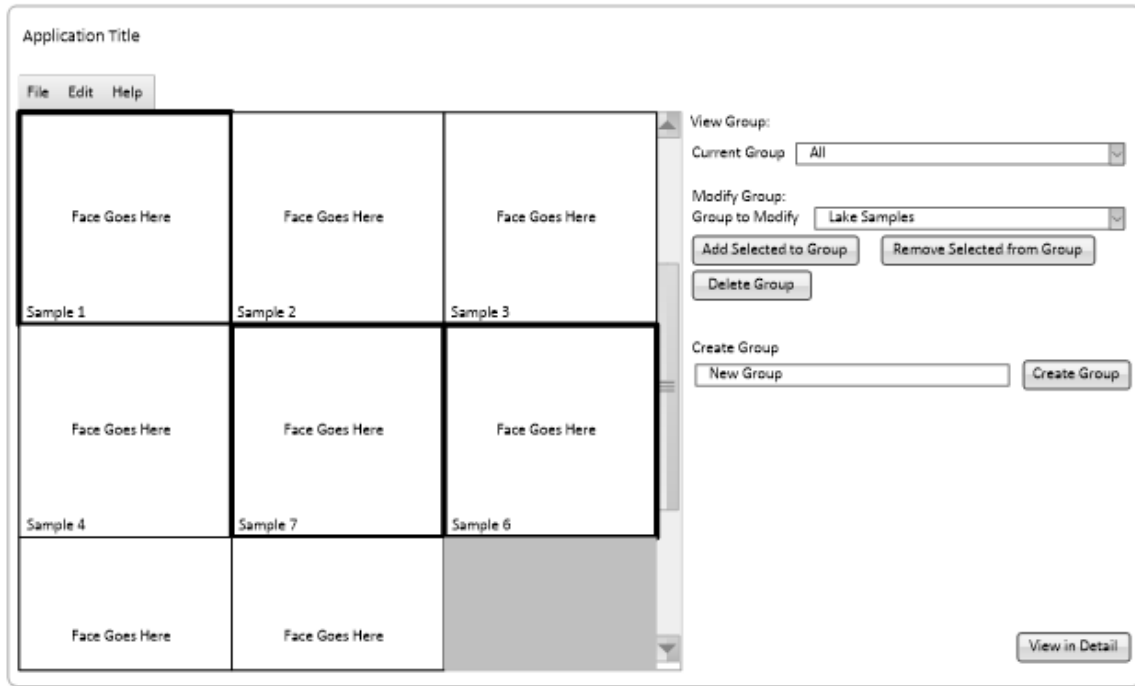 Application Title
File Edit Help
Face Goes Here Face Goes Here Face Goes Here
Sample 1 Sample 2 Sample 3
Face Goes Here Face Goes Here Face Goes Here
Sample 4 Sample 7 Sample 6
Face Goes Here Face Goes Here
View Group:
Current Group All
Modify Group:
Group to Modify Lake Samples
Add Selected to Group Remove Selected from Group
Delete Group
Create Group
New Group Create Group
View in Detail